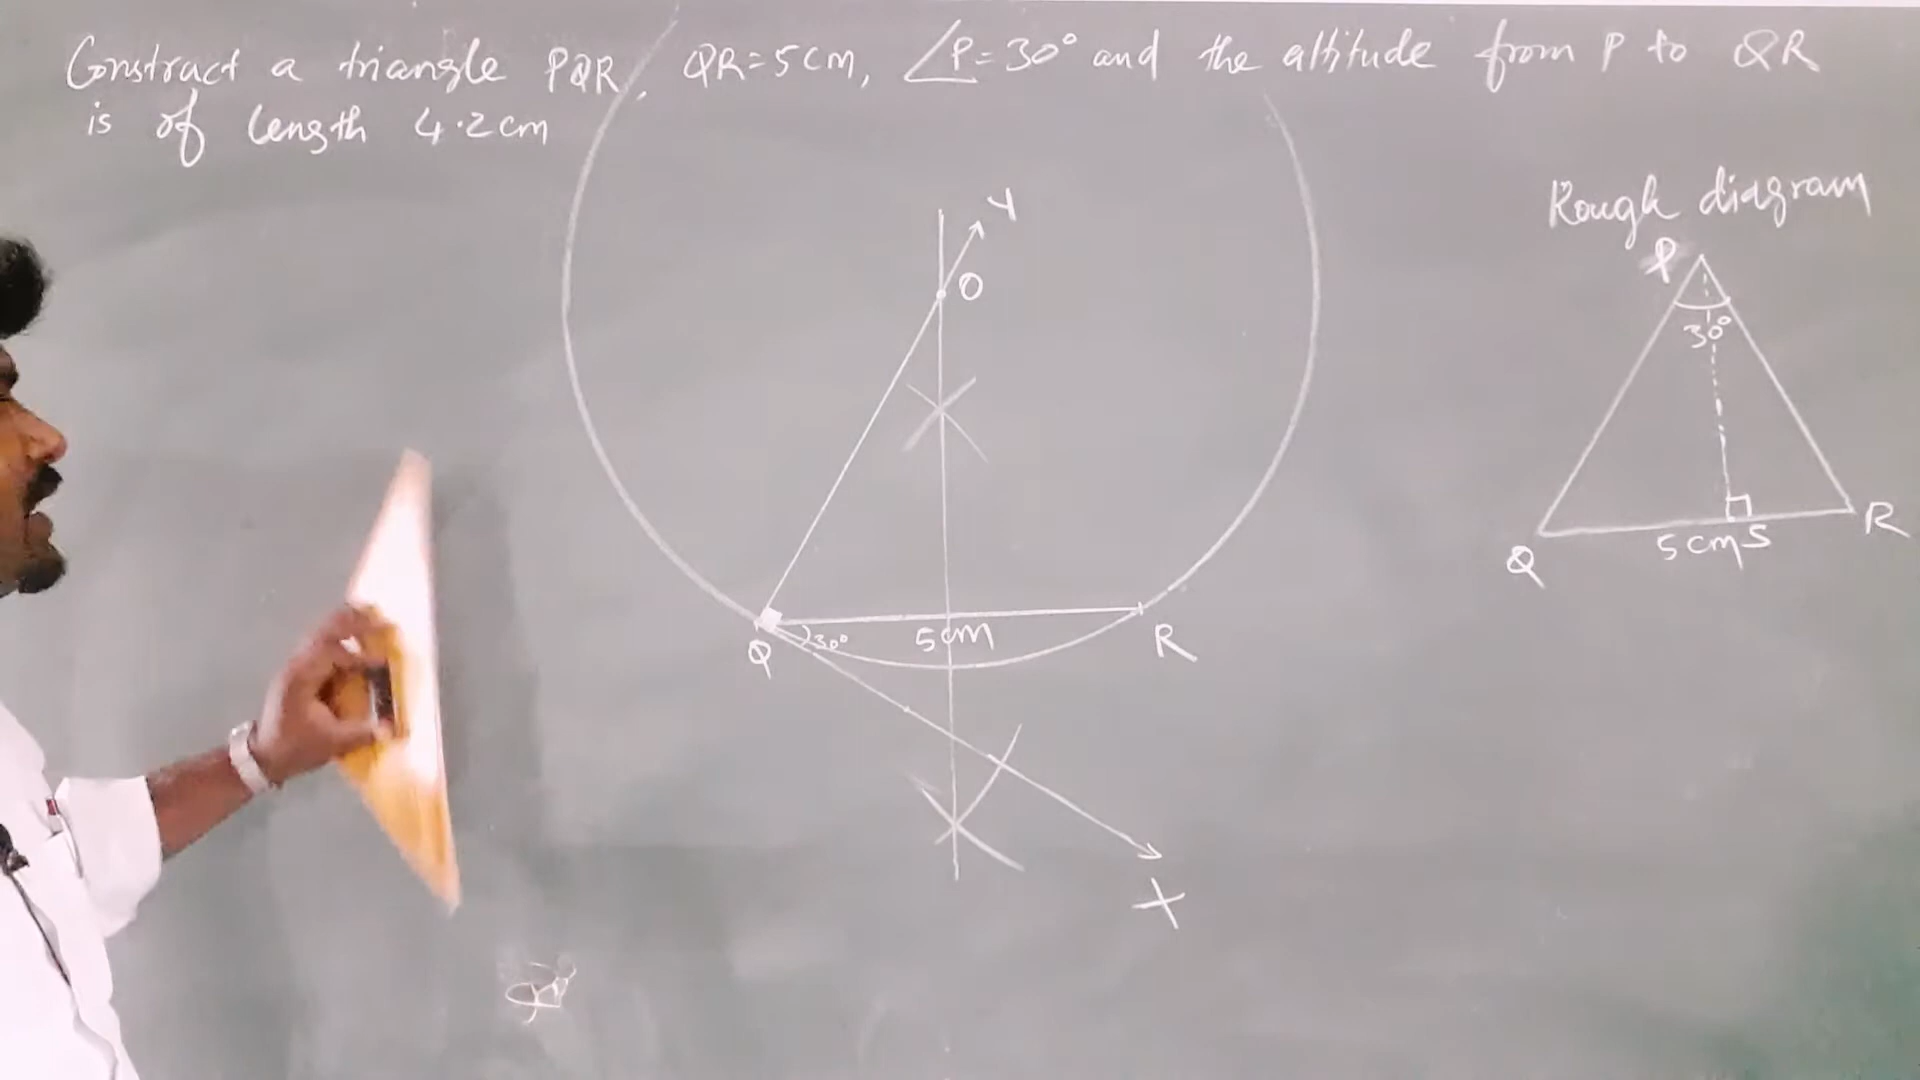 Construct a triangle PQR, QR=5cm, ∠P=30° and the altitude from P to QR
is of length 4.2cm
Rough diagram
P
30°
Q
5cms
R
Y
O
Q
30°
5cm
R
X